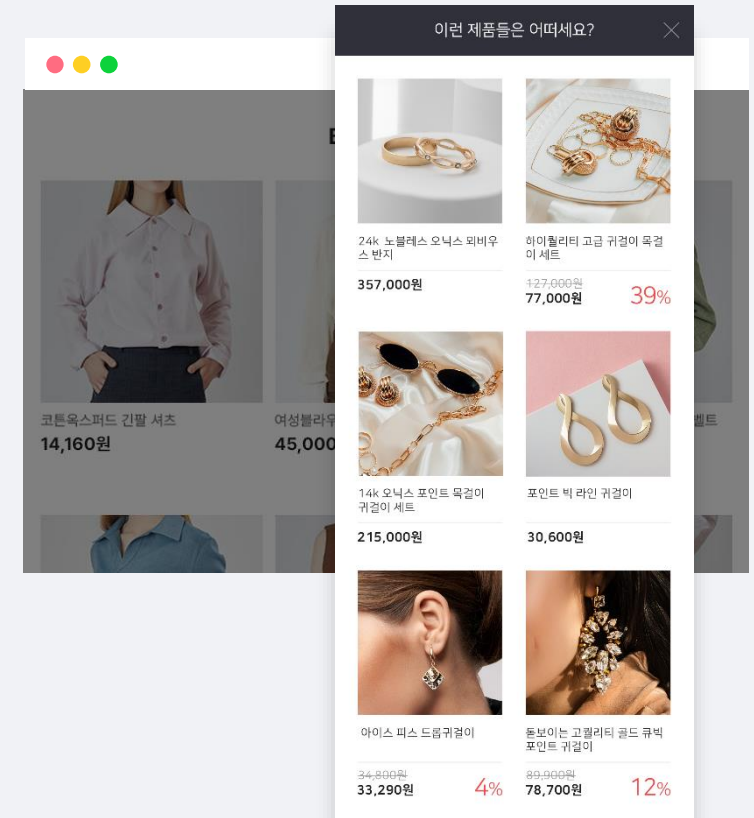 이런 제품들은 어떠세요?
24k 노블레스 오닉스 뫼비우
스 반지
357,000원
하이퀄리티 고급 귀걸이 목걸
이 세트
127,000원
77,000원
39%
14k 오닉스 포인트 목걸이
귀걸이 세트
215,000원
포인트 빅 라인 귀걸이
30,600원
아이스 피스 드롭귀걸이
34,800원
33,290원
4%
돋보이는 고퀄리티 골드 큐빅
포인트 귀걸이
89,900원
78,700원
12%
코튼옥스퍼드 긴팔 셔츠
14,160원
여성블라우
45,000
벨트